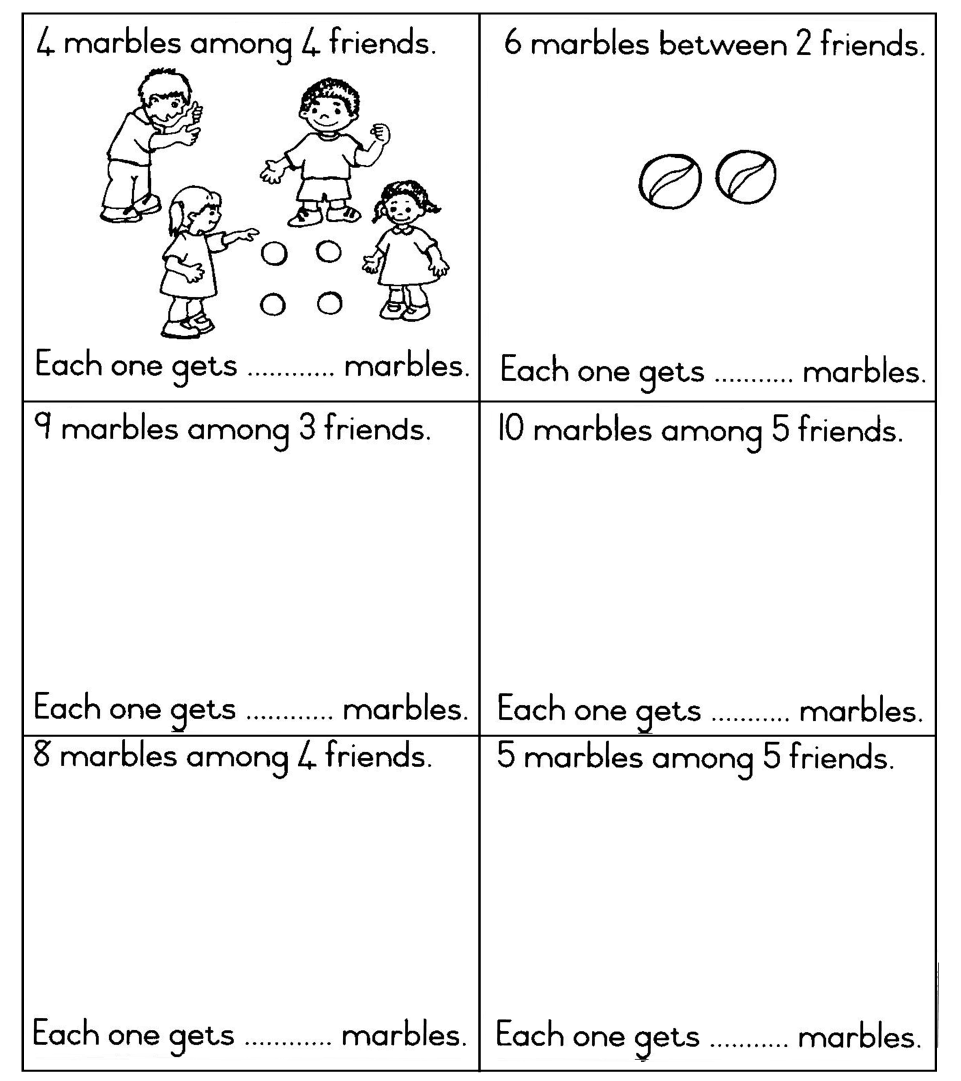 4 marbles among 4 friends.
Each one gets ............ marbles.
6 marbles between 2 friends.
Each one gets ........... marbles.
9 marbles among 3 friends.
Each one gets ............ marbles.
10 marbles among 5 friends.
Each one gets ........... marbles.
8 marbles among 4 friends.
Each one gets ............ marbles.
5 marbles among 5 friends.
Each one gets ........... marbles.